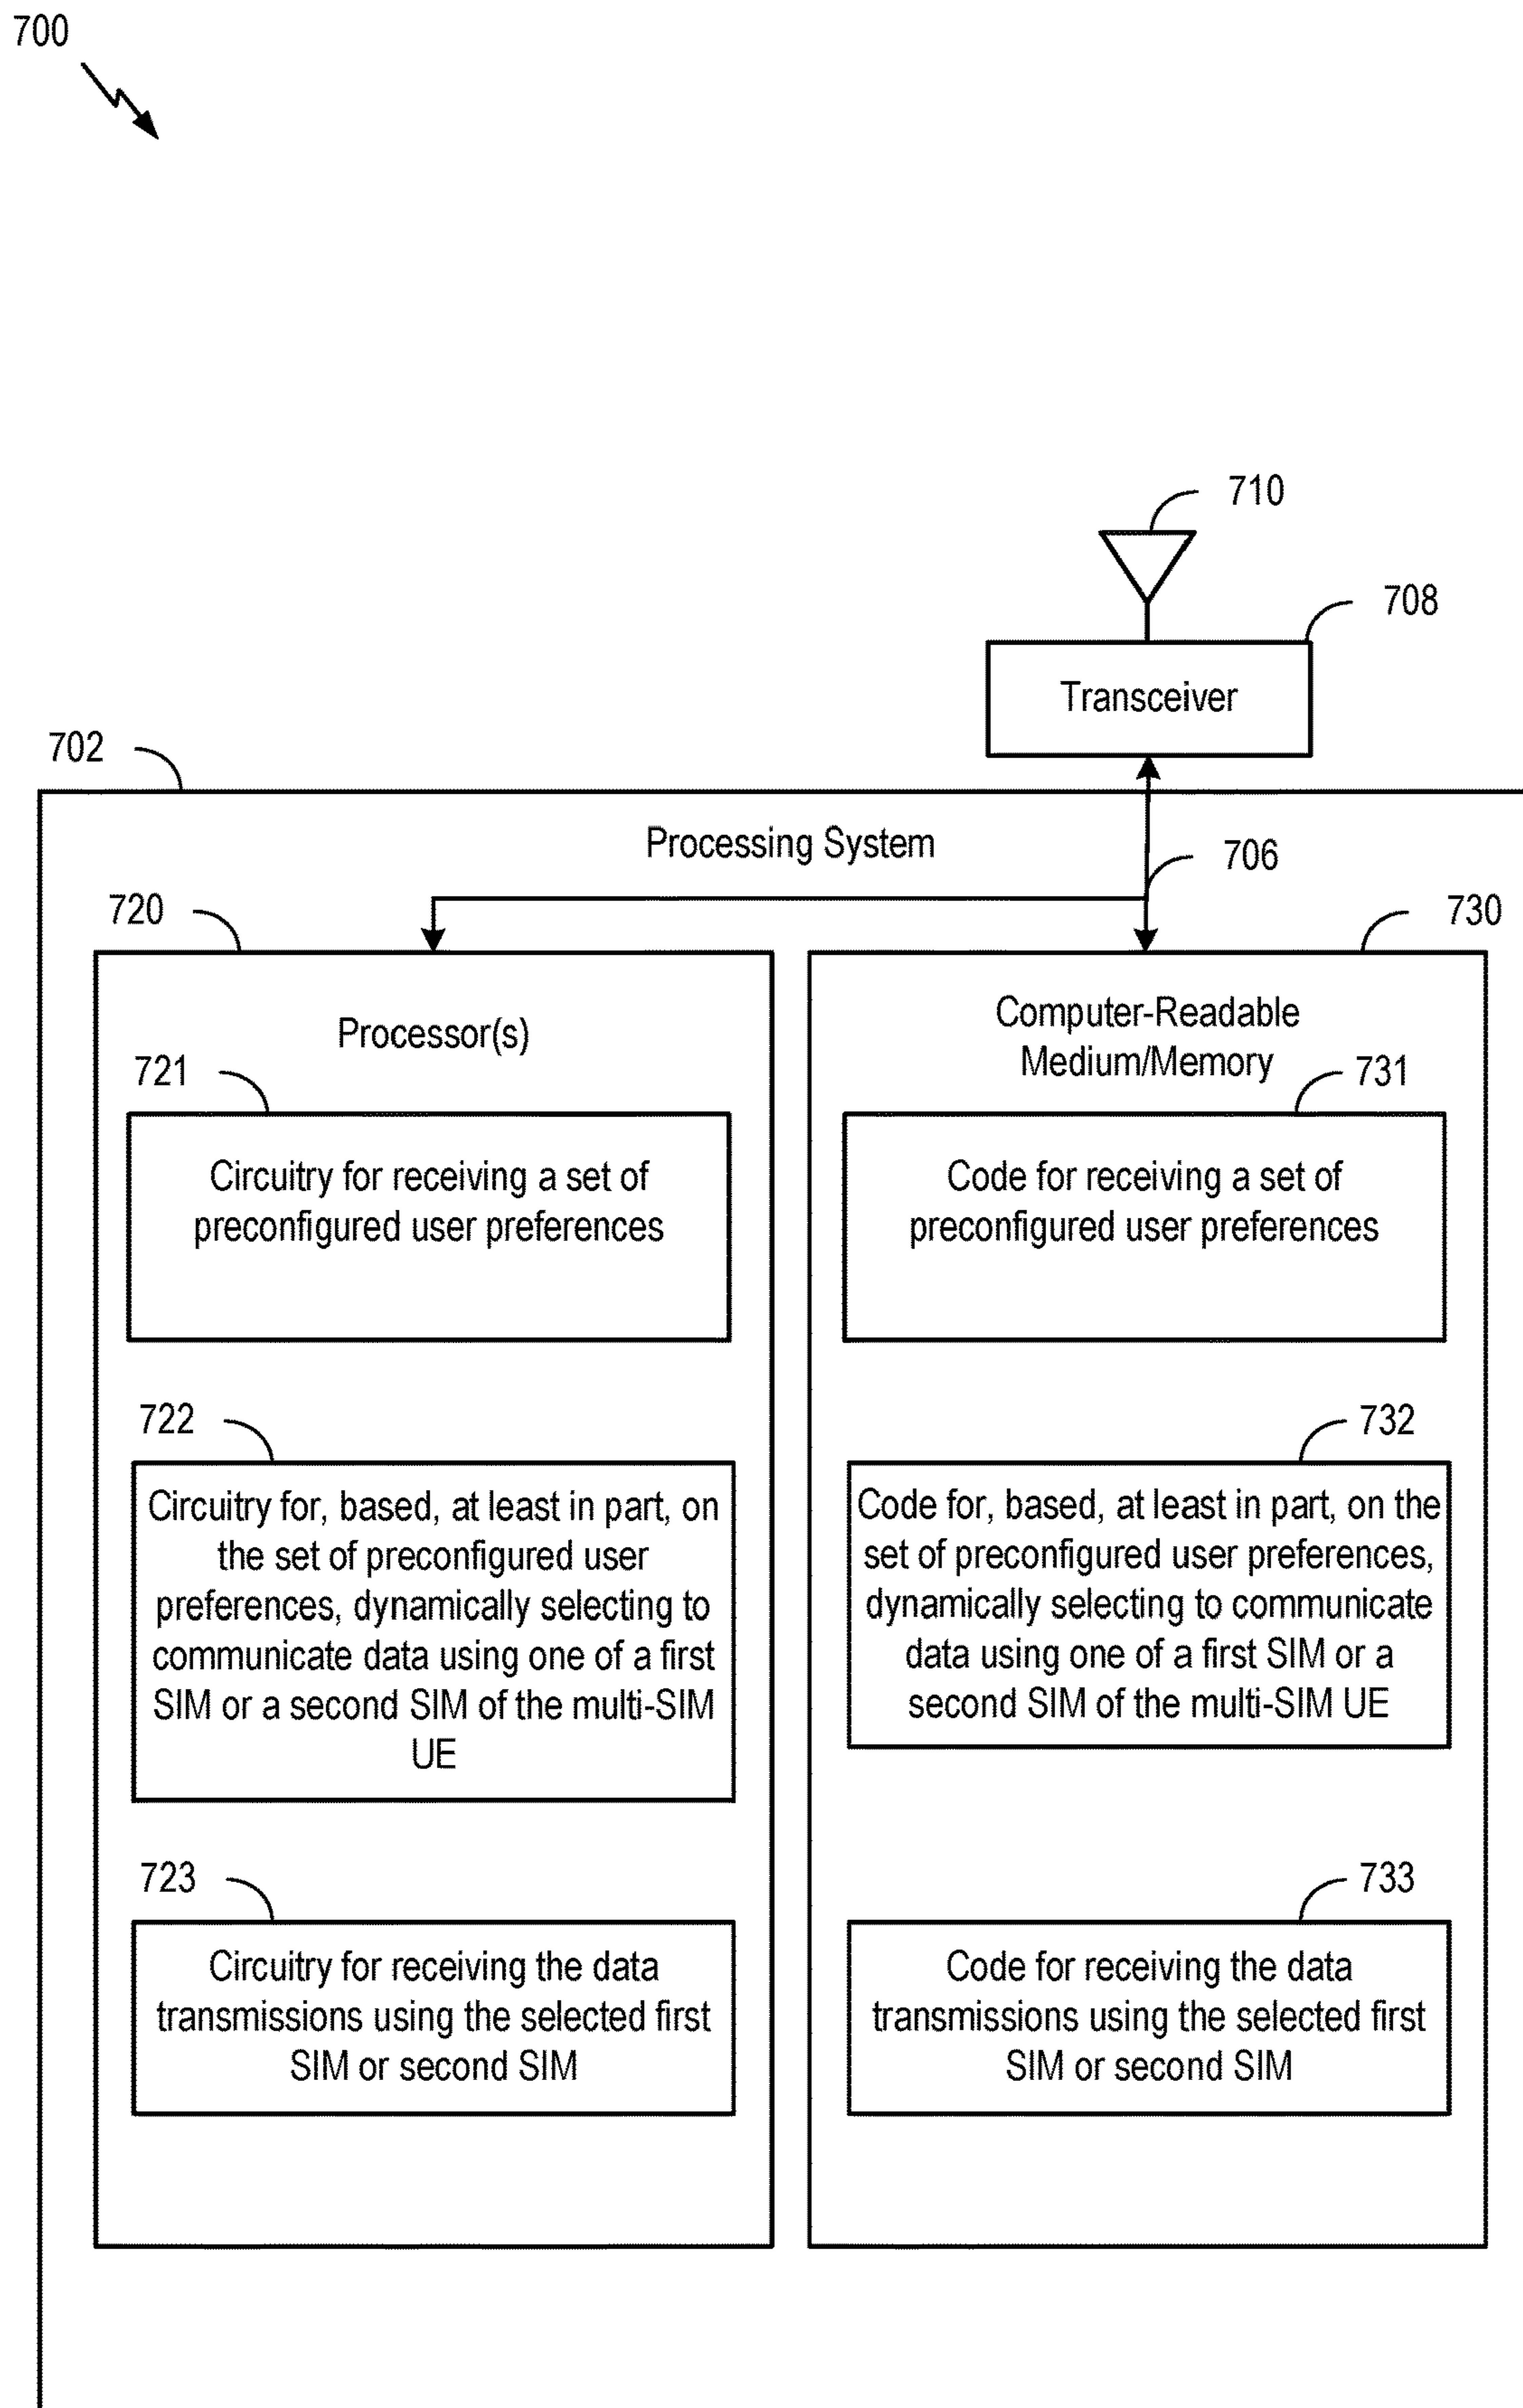 700
710
708
Transceiver
702
Processing System
706
720
730
Processor(s)
Computer-Readable
Medium/Memory
721
731
Circuitry for receiving a set of
preconfigured user preferences
Code for receiving a set of
preconfigured user preferences
722
732
Circuitry for, based, at least in part, on
the set of preconfigured user
preferences, dynamically selecting to
communicate data using one of a first
SIM or a second SIM of the multi-SIM
UE
Code for, based, at least in part, on the
set of preconfigured user preferences,
dynamically selecting to communicate
data using one of a first SIM or a
second SIM of the multi-SIM UE
723
733
Circuitry for receiving the data
transmissions using the selected first
SIM or second SIM
Code for receiving the data
transmissions using the selected first
SIM or second SIM